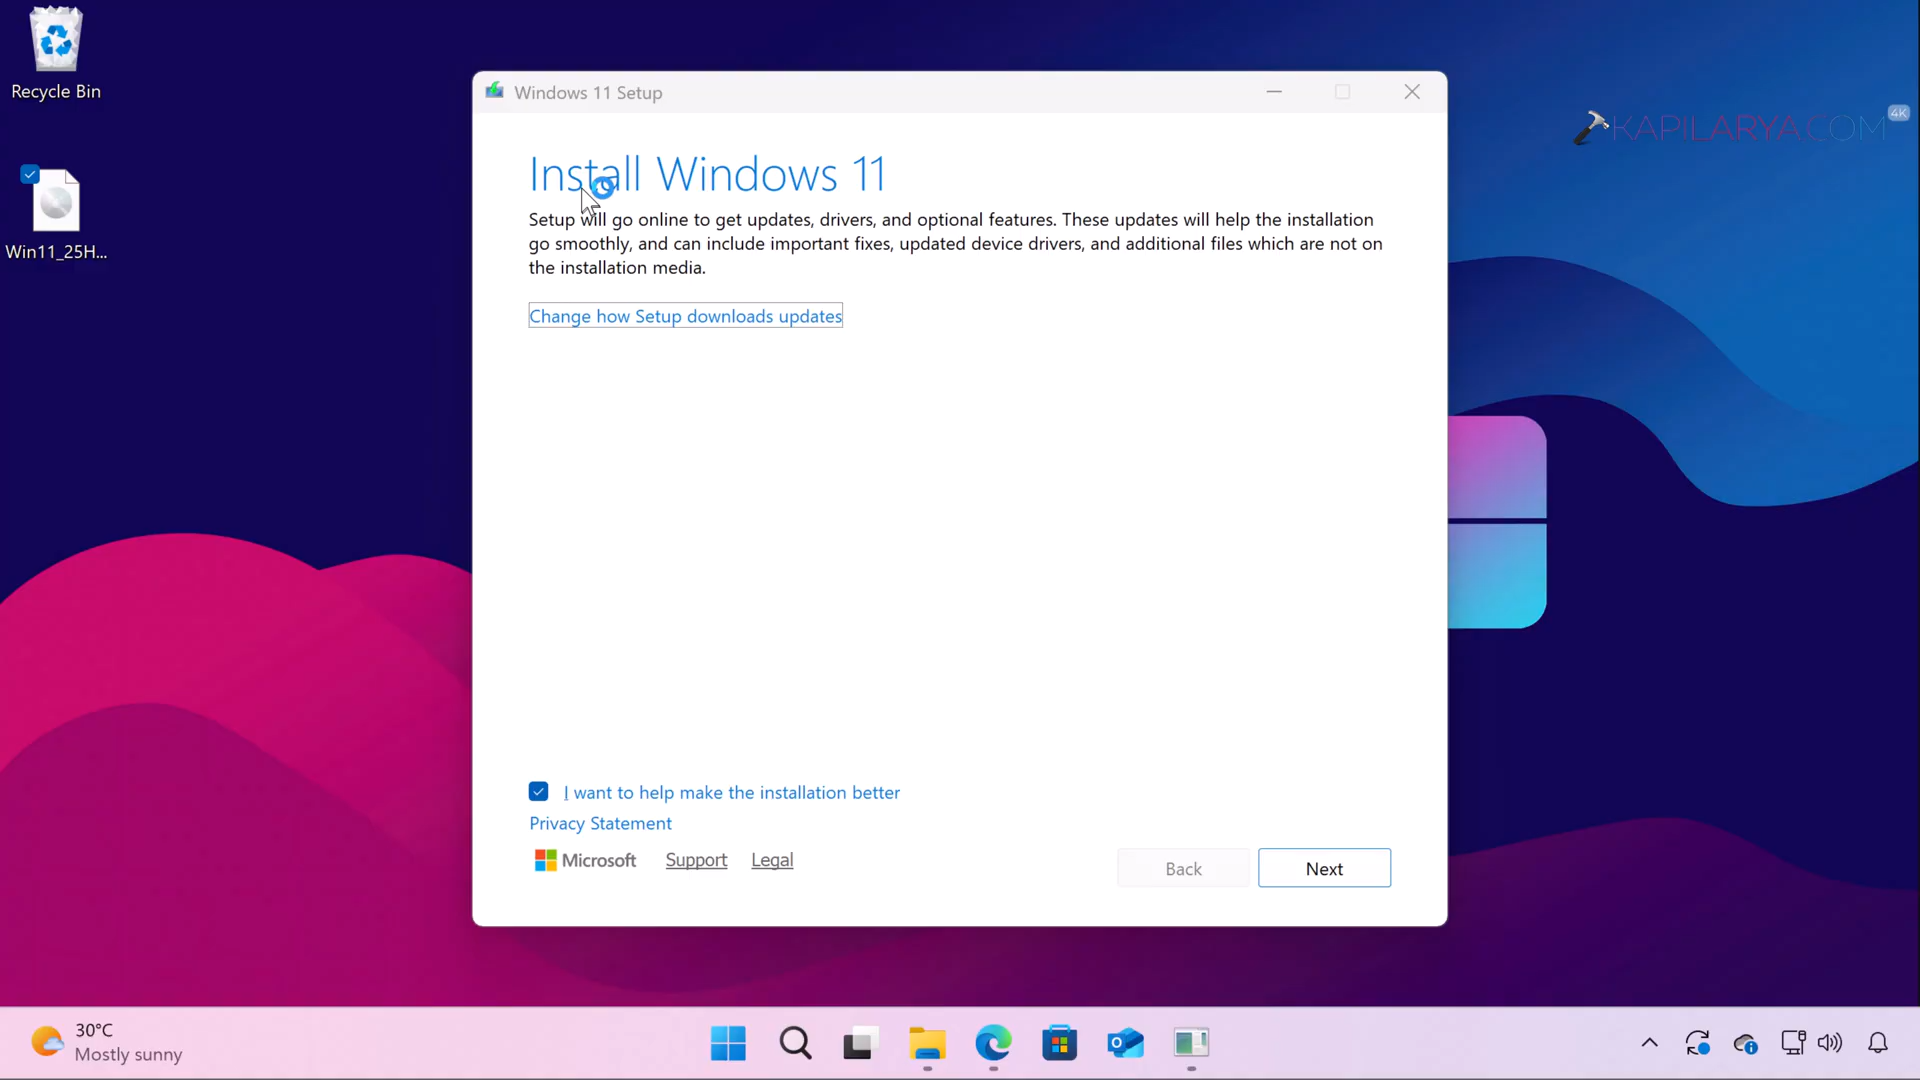 Recycle Bin
Win11_25H...
Windows 11 Setup
KAPILARYA.COM
4K
Install Windows 11
Setup will go online to get updates, drivers, and optional features. These updates will help the installation
go smoothly, and can include important fixes, updated device drivers, and additional files which are not on
the installation media.
Change how Setup downloads updates
I want to help make the installation better
Privacy Statement
Microsoft
Support
Legal
Back
Next
30°C
Mostly sunny